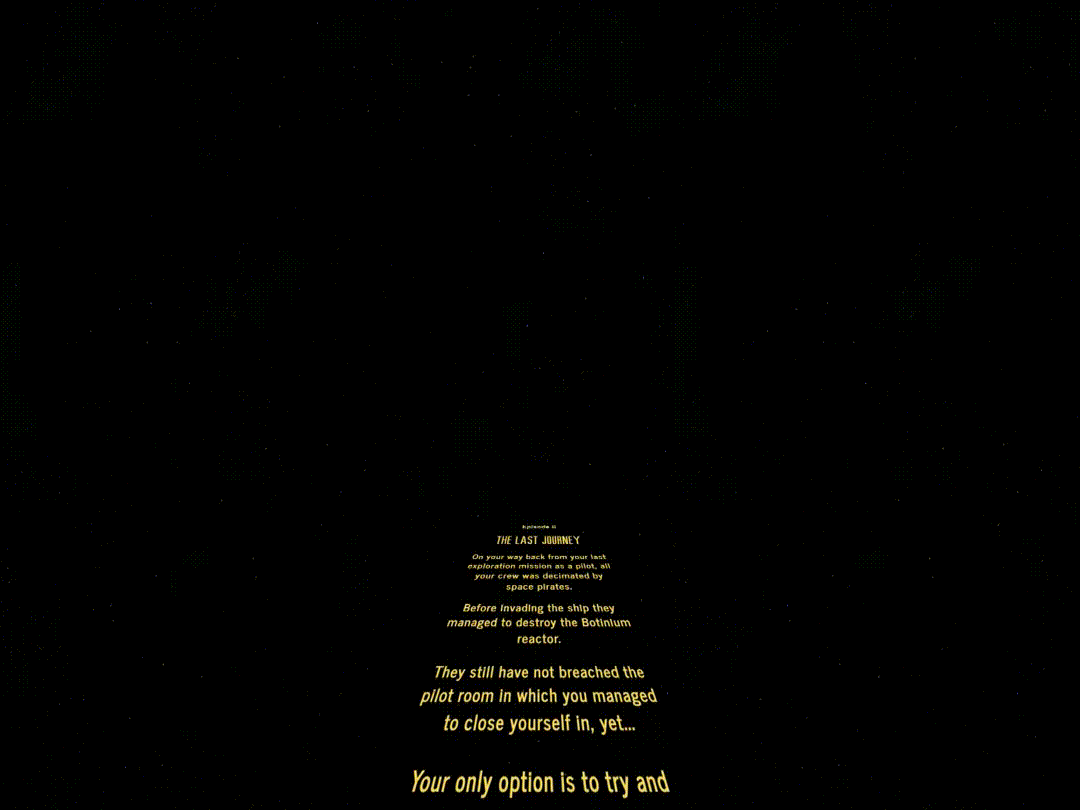 Episode II
THE LAST JOURNEY
On your way back from your last
exploration mission as a pilot, all
your crew was decimated by
space pirates.
Before invading the ship they
managed to destroy the Botinium
reactor.
They still have not breached the
pilot room in which you managed
to close yourself in, yet...
Your only option is to try and